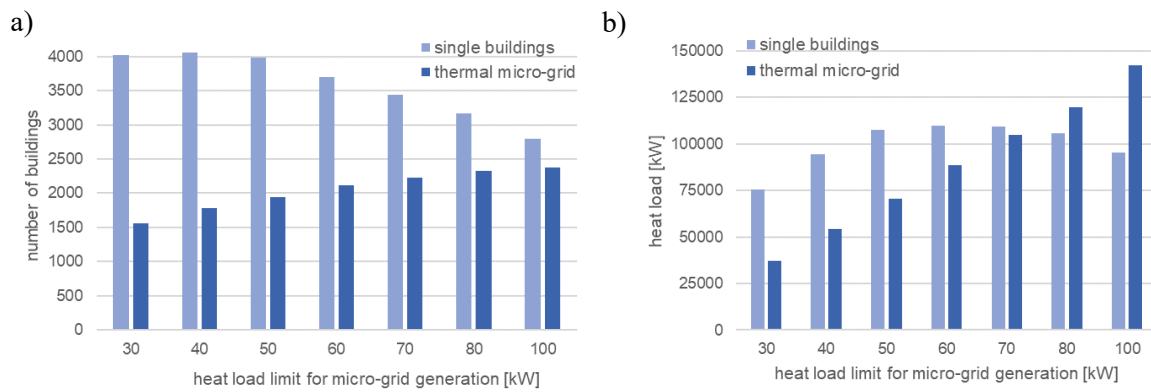 a)
4000
3500
3000
2500
2000
1500
1000
500
0
number of buildings
single buildings
thermal micro-grid
30 40 50 60 70 80 100
heat load limit for micro-grid generation [kW]
b)
150000
125000
100000
75000
50000
25000
0
heat load [kW]
single buildings
thermal micro-grid
30 40 50 60 70 80 100
heat load limit for micro-grid generation [kW]